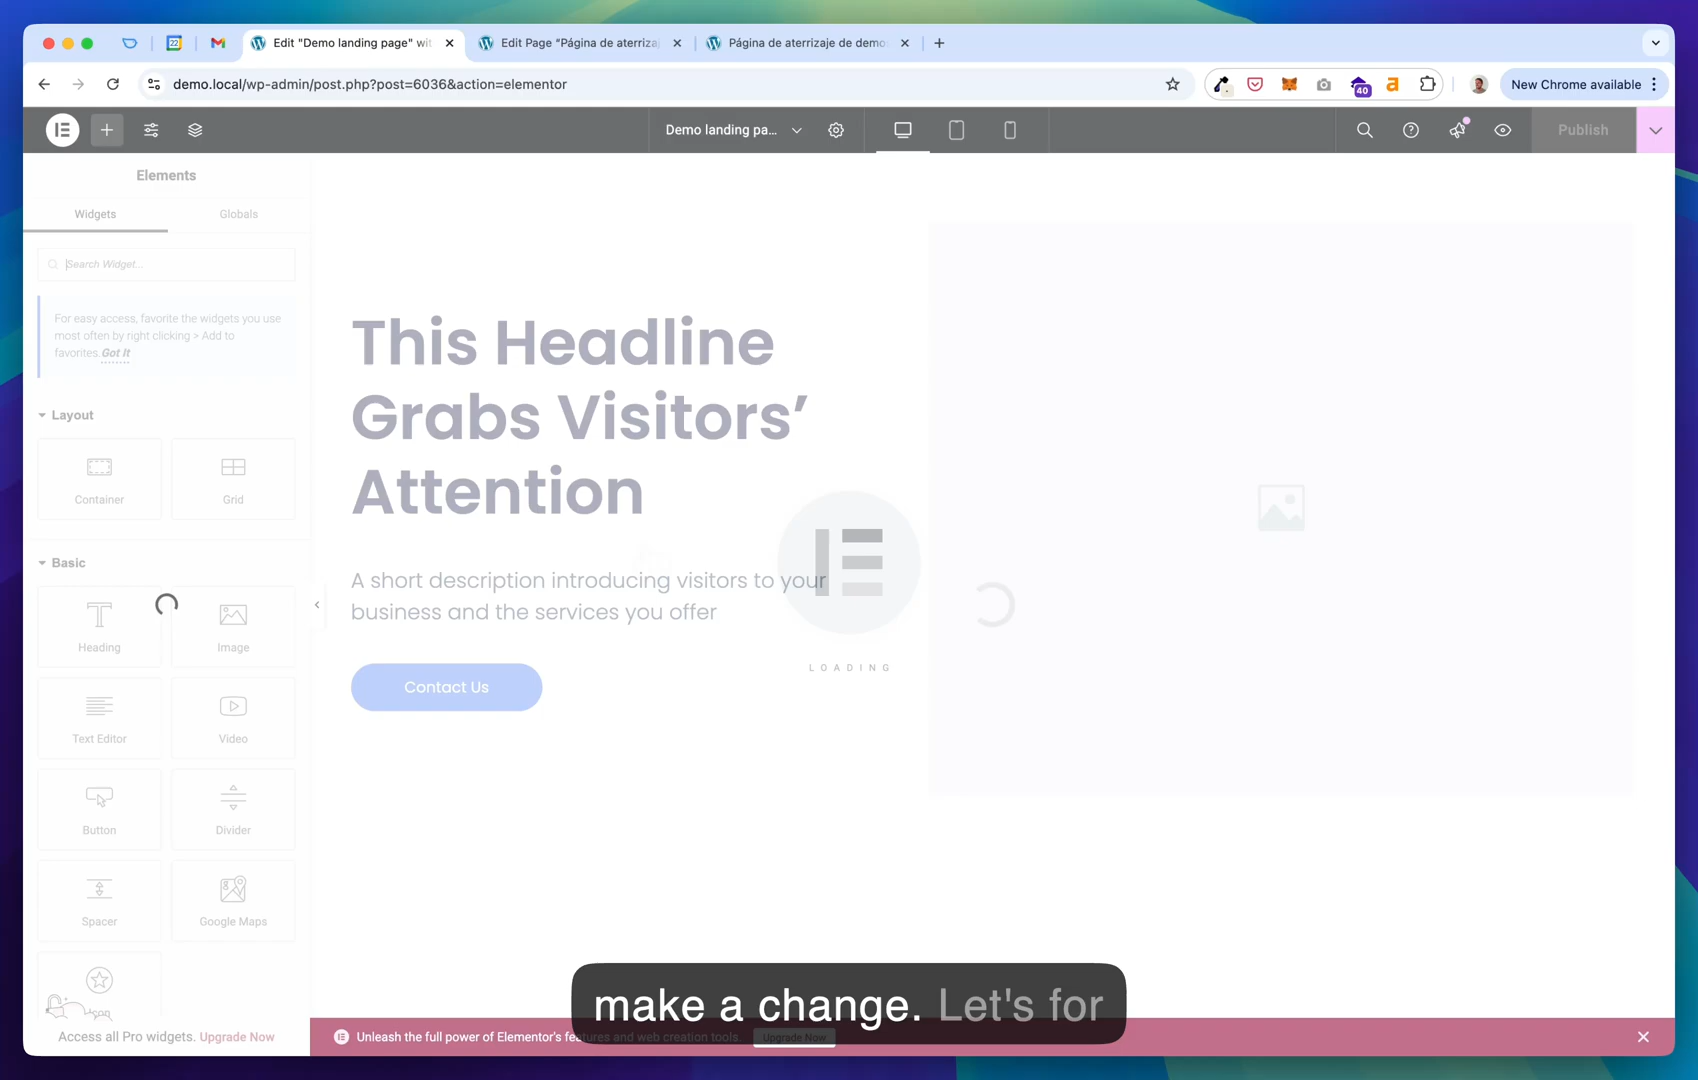 22
Edit "Demo landing page" wit
Edit Page "Página de aterriza
Página de aterrizaje de demo
demo.local/wp-admin/post.php?post=6036&action=elementor
40
a
New Chrome available
Demo landing pa...
Publish
Elements
Widgets
Globals
Search Widget...
For easy access, favorite the widgets you use
most often by right clicking > Add to
favorites. Got It
Layout
Container
Grid
Basic
Heading
Image
Text Editor
Video
Button
Divider
Spacer
Google Maps
Icon
Access all Pro widgets. Upgrade Now
This Headline
Grabs Visitors’
Attention
A short description introducing visitors to your
business and the services you offer
Contact Us
LOADING
make a change. Let's for
Unleash the full power of Elementor's features and web creation tools.
Upgrade Now